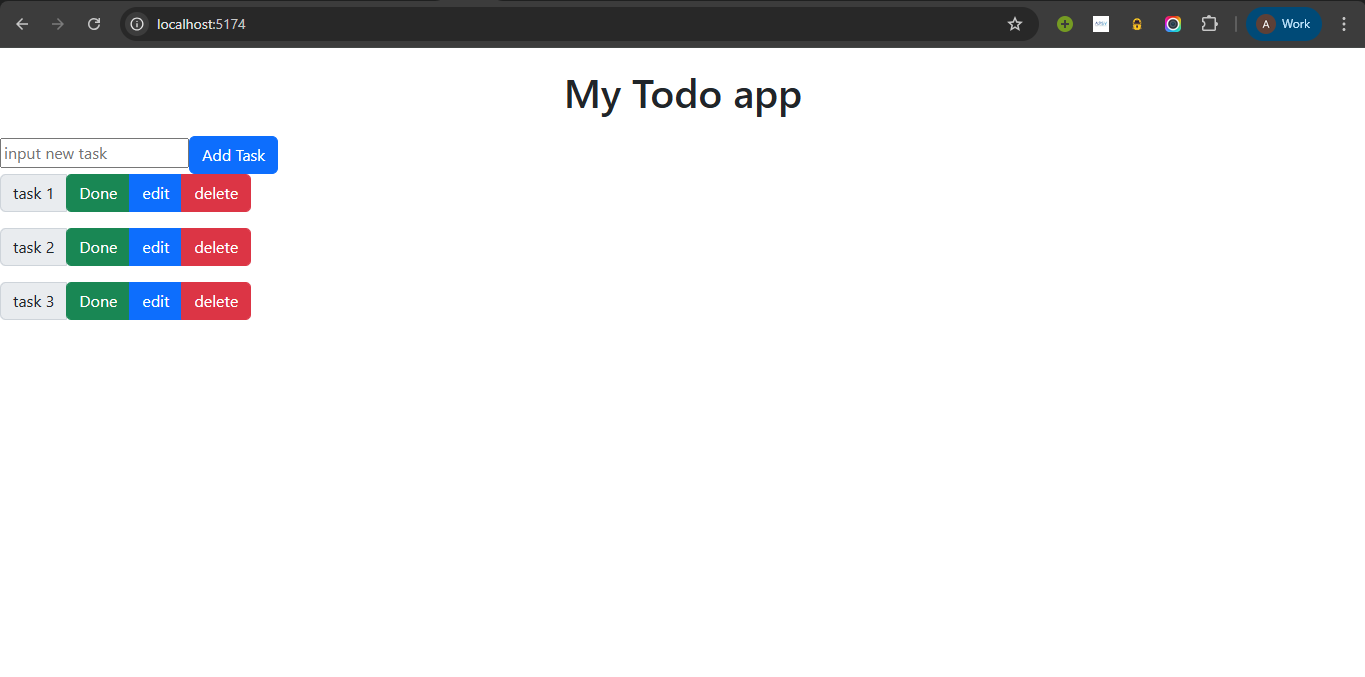 localhost:5174
A Work
My Todo app
input new task Add Task
task 1 Done edit delete
task 2 Done edit delete
task 3 Done edit delete